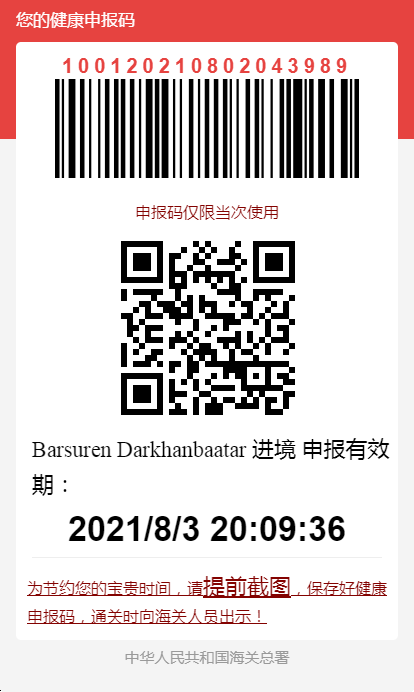 您的健康申报码
100120210802043989
申报码仅限当次使用
Barsuren Darkhanbaatar 进境 申报有效
期：
2021/8/3 20:09:36
为节约您的宝贵时间，请提前截图，保存好健康
申报码，通关时向海关人员出示！
中华人民共和国海关总署